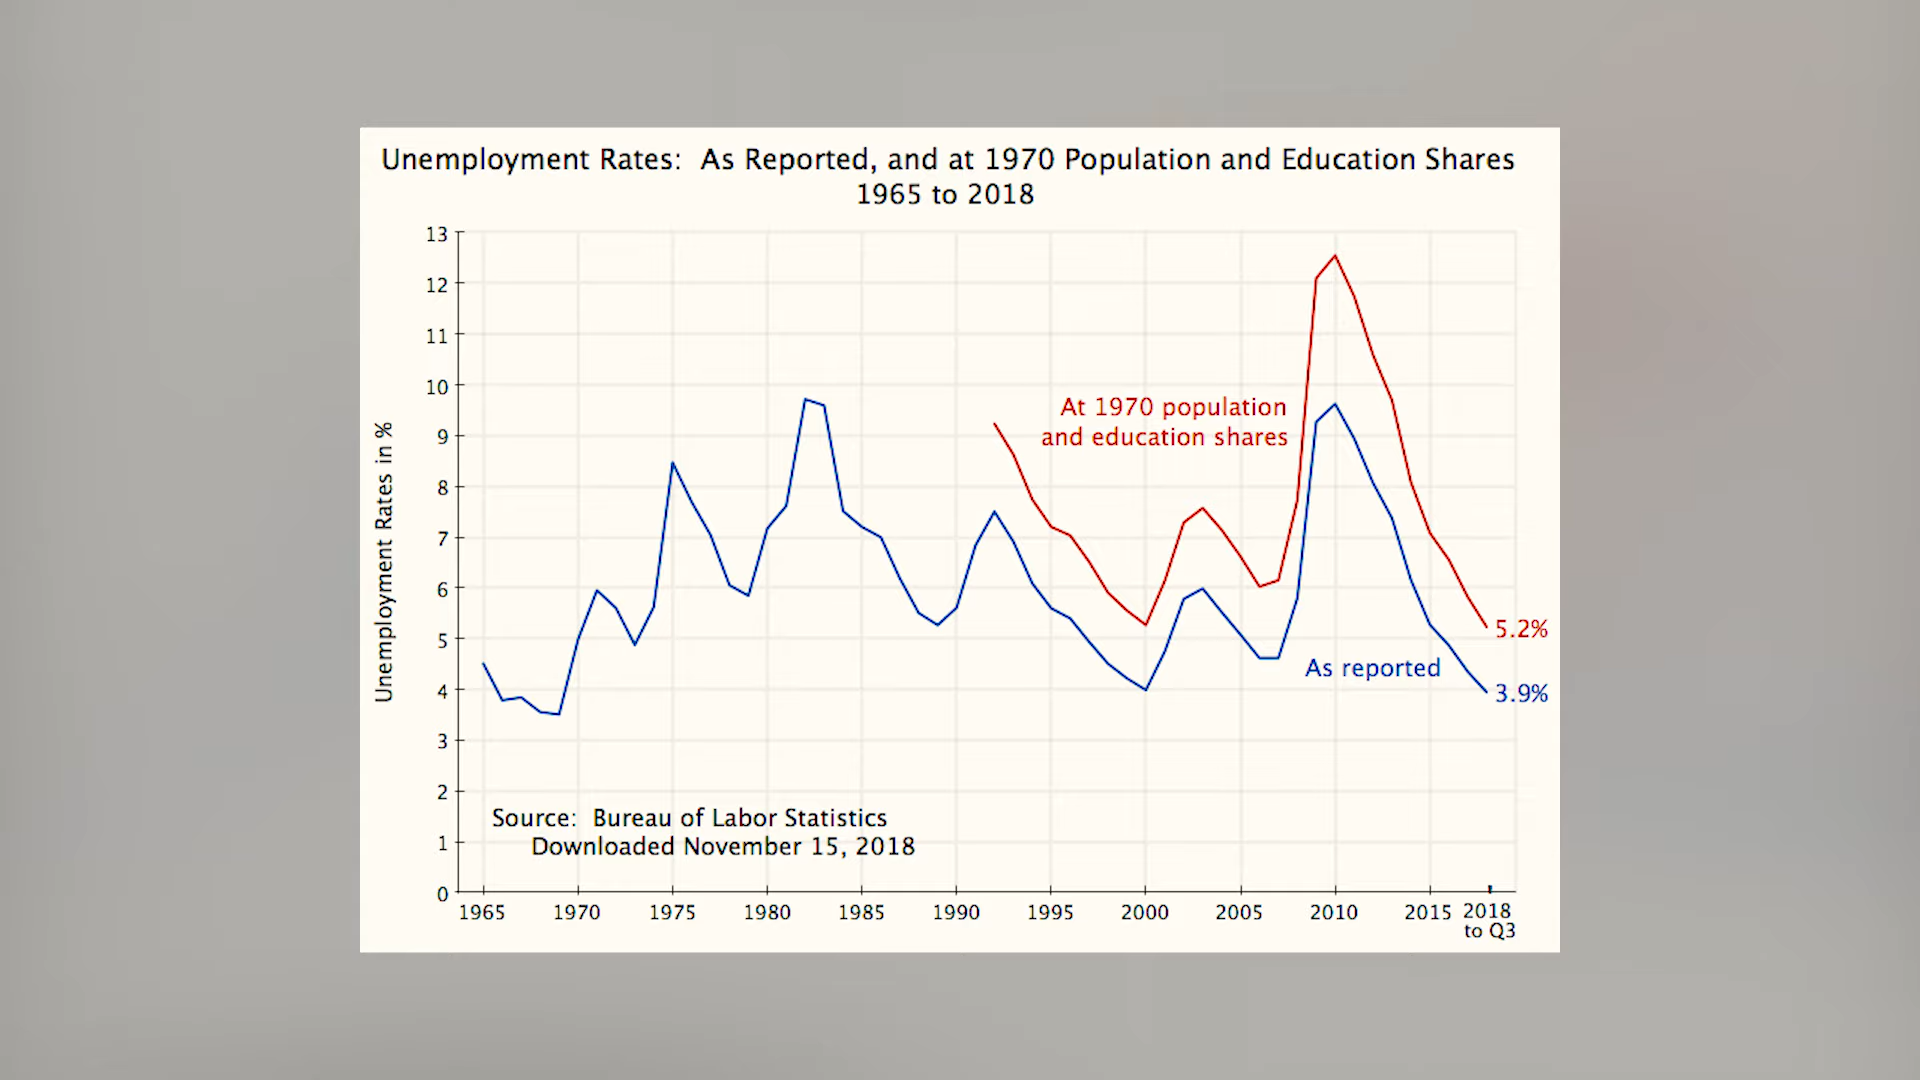 Unemployment Rates:  As Reported, and at 1970 Population and Education Shares
1965 to 2018
13
12
11
10
9
8
7
6
5
4
3
2
1
0
Unemployment Rates in %
At 1970 population
and education shares
5.2%
As reported
3.9%
Source:  Bureau of Labor Statistics
Downloaded November 15, 2018
1965 1970 1975 1980 1985 1990 1995 2000 2005 2010 2015 2018
to Q3